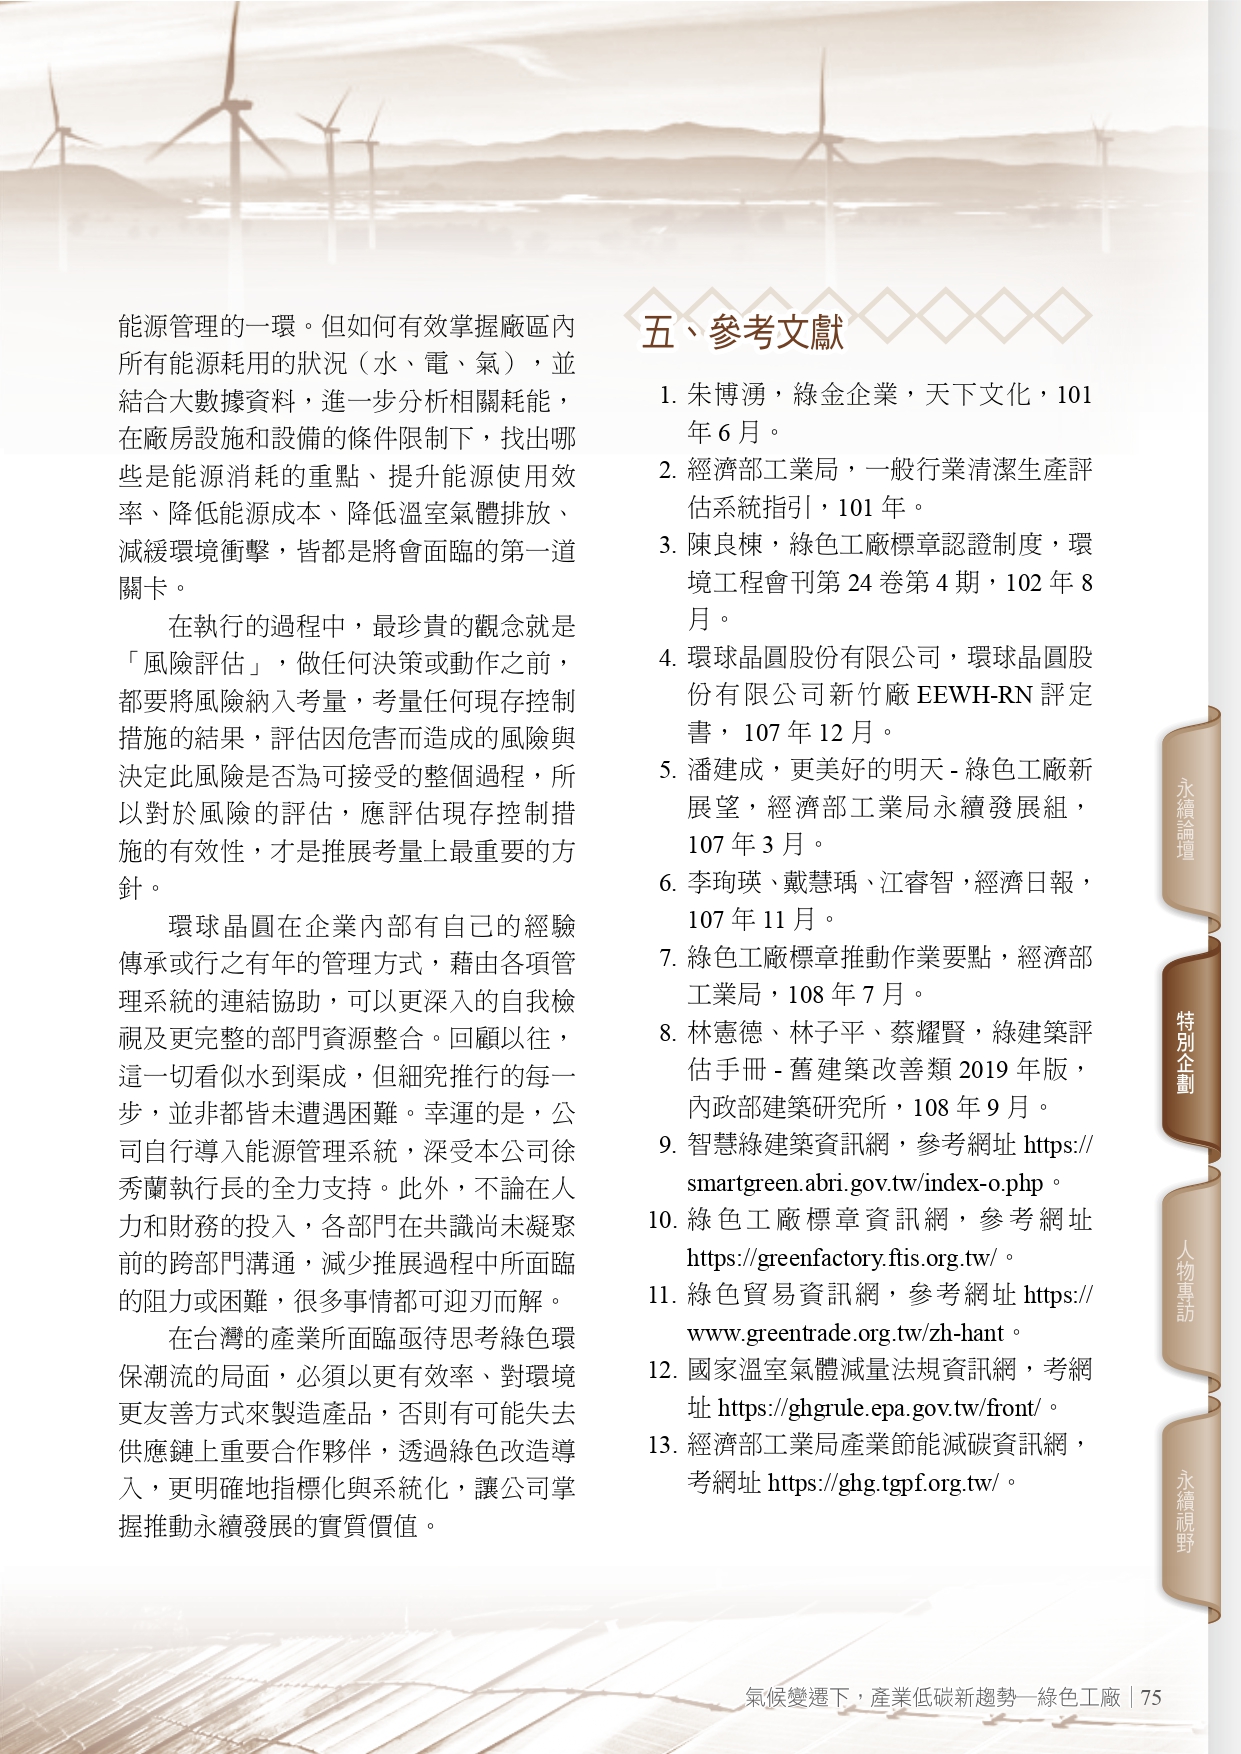 能源管理的一環。但如何有效掌握廠區內
所有能源耗用的狀況（水、電、氣），並
結合大數據資料，進一步分析相關耗能，
在廠房設施和設備的條件限制下，找出哪
些是能源消耗的重點、提升能源使用效
率、降低能源成本、降低溫室氣體排放、
減緩環境衝擊，皆都是將會面臨的第一道
關卡。
在執行的過程中，最珍貴的觀念就是
「風險評估」，做任何決策或動作之前，
都要將風險納入考量，考量任何現存控制
措施的結果，評估因危害而造成的風險與
決定此風險是否為可接受的整個過程，所
以對於風險的評估，應評估現存控制措
施的有效性，才是推展考量上最重要的方
針。
環球晶圓在企業內部有自己的經驗
傳承或行之有年的管理方式，藉由各項管
理系統的連結協助，可以更深入的自我檢
視及更完整的部門資源整合。回顧以往，
這一切看似水到渠成，但細究推行的每一
步，並非都皆未遭遇困難。幸運的是，公
司自行導入能源管理系統，深受本公司徐
秀蘭執行長的全力支持。此外，不論在人
力和財務的投入，各部門在共識尚未凝聚
前的跨部門溝通，減少推展過程中所面臨
的阻力或困難，很多事情都可迎刃而解。
在台灣的產業所面臨亟待思考綠色環
保潮流的局面，必須以更有效率、對環境
更友善方式來製造產品，否則有可能失去
供應鏈上重要合作夥伴，透過綠色改造導
入，更明確地指標化與系統化，讓公司掌
握推動永續發展的實質價值。
五、參考文獻
1. 朱博湧，綠金企業，天下文化，101
年 6 月。
2. 經濟部工業局，一般行業清潔生產評
估系統指引，101 年。
3. 陳良棟，綠色工廠標章認證制度，環
境工程會刊第 24 卷第 4 期，102 年 8
月。
4. 環球晶圓股份有限公司，環球晶圓股
份有限公司新竹廠 EEWH-RN 評定
書， 107 年 12 月。
5. 潘建成，更美好的明天 - 綠色工廠新
展望，經濟部工業局永續發展組，
107 年 3 月。
6. 李珣瑛、戴慧瑀、江睿智，經濟日報，
107 年 11 月。
7. 綠色工廠標章推動作業要點，經濟部
工業局，108 年 7 月。
8. 林憲德、林子平、蔡耀賢，綠建築評
估手冊 - 舊建築改善類 2019 年版，
內政部建築研究所，108 年 9 月。
9. 智慧綠建築資訊網，參考網址 https://
smartgreen.abri.gov.tw/index-o.php。
10. 綠色工廠標章資訊網，參考網址
https://greenfactory.ftis.org.tw/。
11. 綠色貿易資訊網，參考網址 https://
www.greentrade.org.tw/zh-hant。
12. 國家溫室氣體減量法規資訊網，考網
址 https://ghgrule.epa.gov.tw/front/。
13. 經濟部工業局產業節能減碳資訊網，
考網址 https://ghg.tgpf.org.tw/。
永續論壇
特別企劃
人物專訪
永續視野
氣候變遷下，產業低碳新趨勢—綠色工廠 | 75